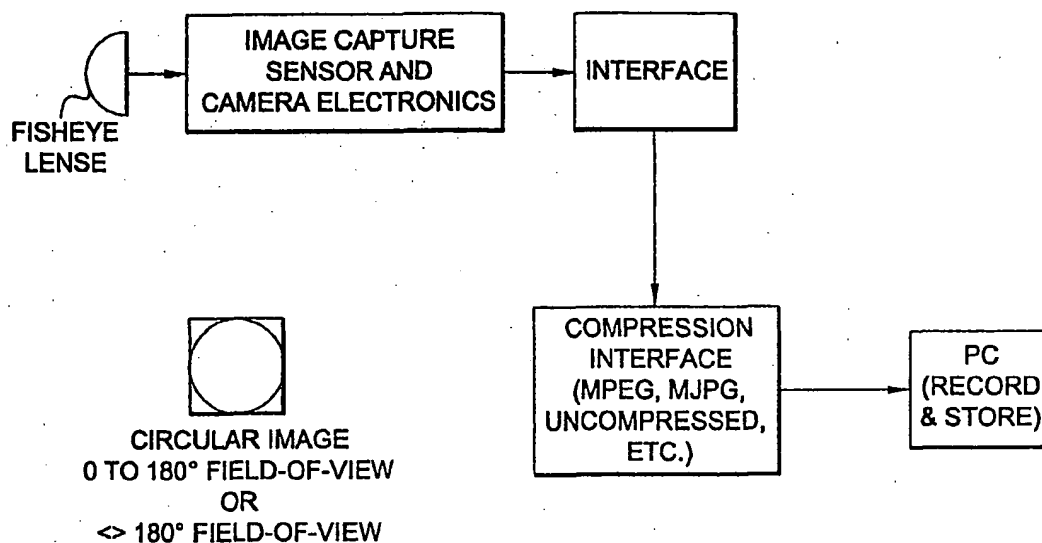 IMAGE CAPTURE
SENSOR AND
CAMERA ELECTRONICS
INTERFACE
FISHEYE
LENSE
COMPRESSION
INTERFACE
(MPEG, MJPG,
UNCOMPRESSED,
ETC.)
PC
(RECORD
& STORE)
CIRCULAR IMAGE
0 TO 180° FIELD-OF-VIEW
OR
<> 180° FIELD-OF-VIEW